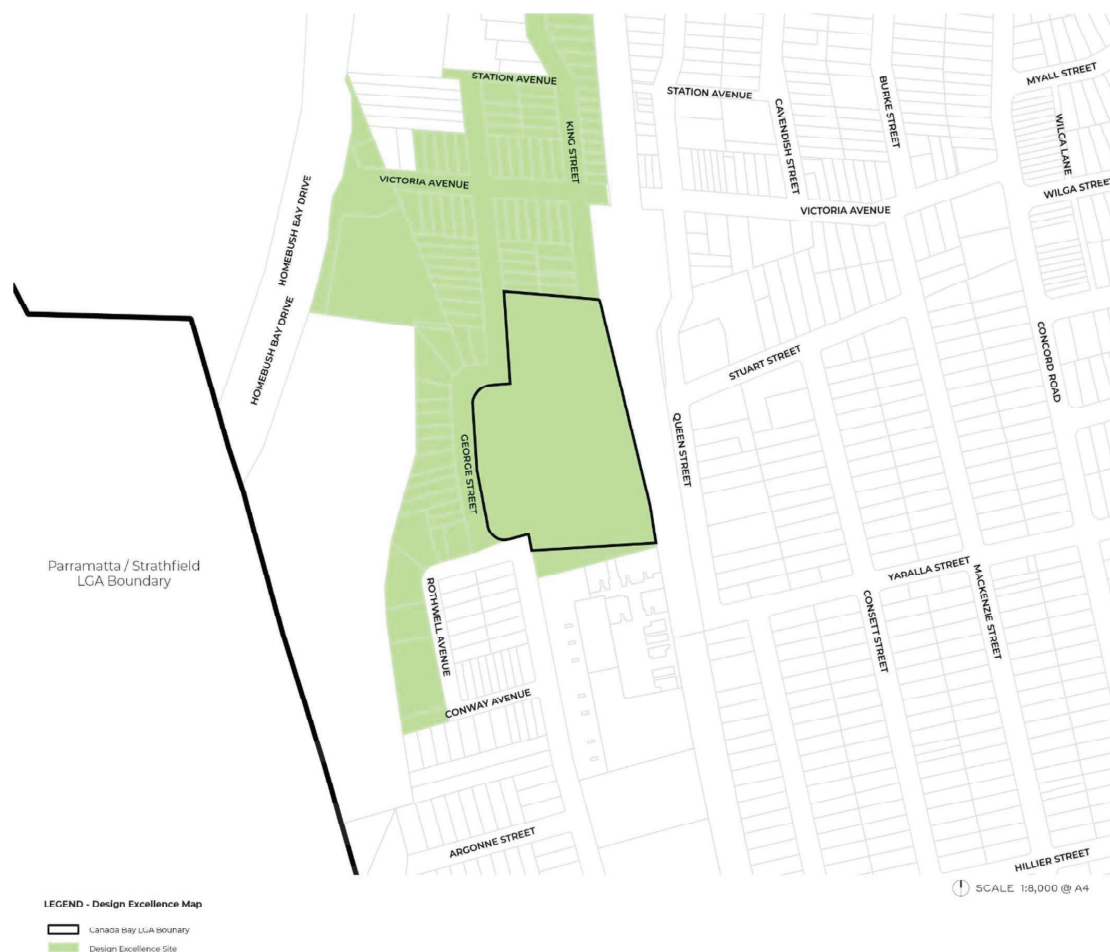 STATION AVENUE
STATION AVENUE
MYALL STREET
BURKE STREET
CAVENDISH STREET
KING STREET
WILGA LANE
VICTORIA AVENUE
WILGA STREET
VICTORIA AVENUE
HOMEBUSH BAY DRIVE
HOMEBUSH BAY DRIVE
STUART STREET
CONCORD ROAD
QUEEN STREET
GEORGE STREET
Parramatta / Strathfield
LGA Boundary
YARALLA STREET
ROTHWELL AVENUE
CONSETT STREET
MACKENZIE STREET
CONWAY AVENUE
ARGONNE STREET
HILLIER STREET
SCALE 1:8,000 @ A4
LEGEND - Design Excellence Map
Canada Bay LGA Bounary
Design Excellence Site